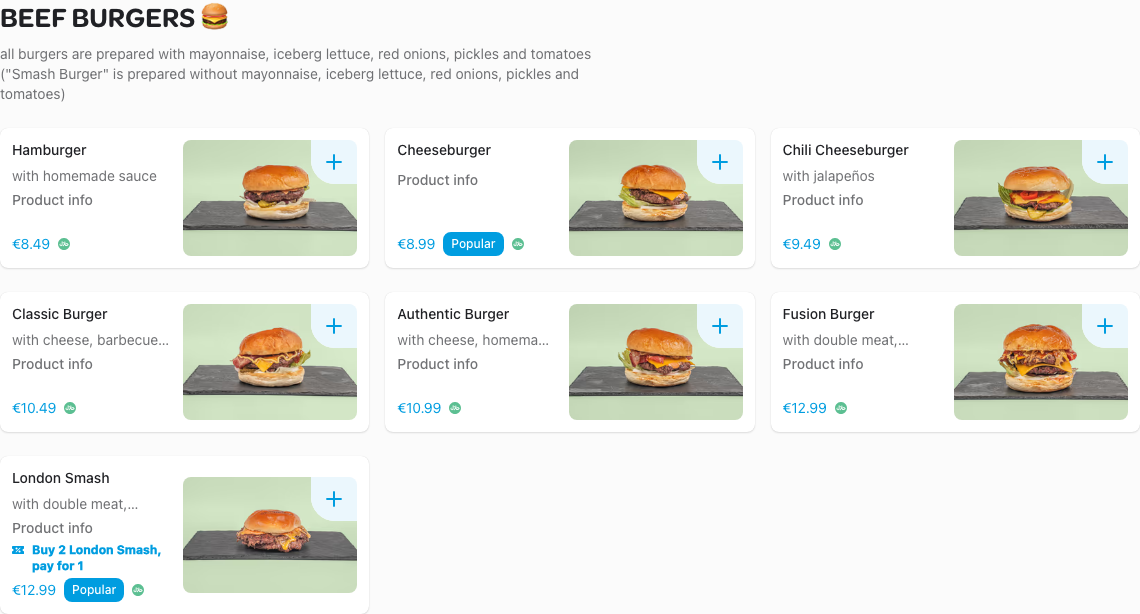 BEEF BURGERS 🍔
all burgers are prepared with mayonnaise, iceberg lettuce, red onions, pickles and tomatoes
("Smash Burger" is prepared without mayonnaise, iceberg lettuce, red onions, pickles and
tomatoes)
Hamburger
with homemade sauce
Product info
€8.49
Cheeseburger
Product info
€8.99 Popular
Chili Cheeseburger
with jalapeños
Product info
€9.49
Classic Burger
with cheese, barbecue...
Product info
€10.49
Authentic Burger
with cheese, homema...
Product info
€10.99
Fusion Burger
with double meat,...
Product info
€12.99
London Smash
with double meat,...
Product info
Buy 2 London Smash,
pay for 1
€12.99 Popular